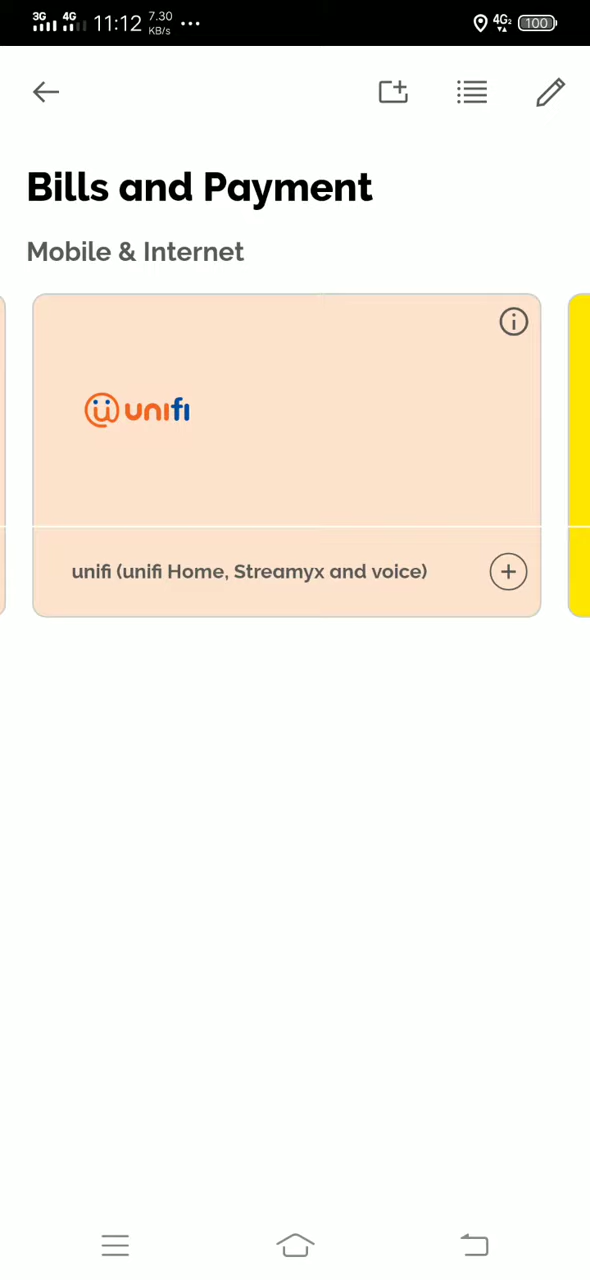 3G 4G 11:12 7.30 KB/s ... 4G2 100
Bills and Payment
Mobile & Internet
unifi
unifi (unifi Home, Streamyx and voice)